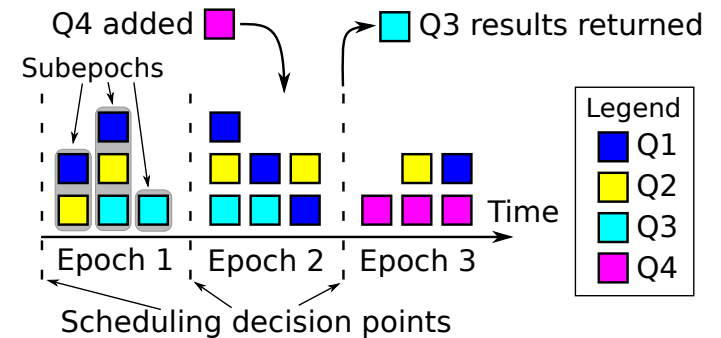 Q4 added
Q3 results returned
Subepochs
Legend
Q1
Q2
Q3
Q4
Time
Epoch 1
Epoch 2
Epoch 3
Scheduling decision points